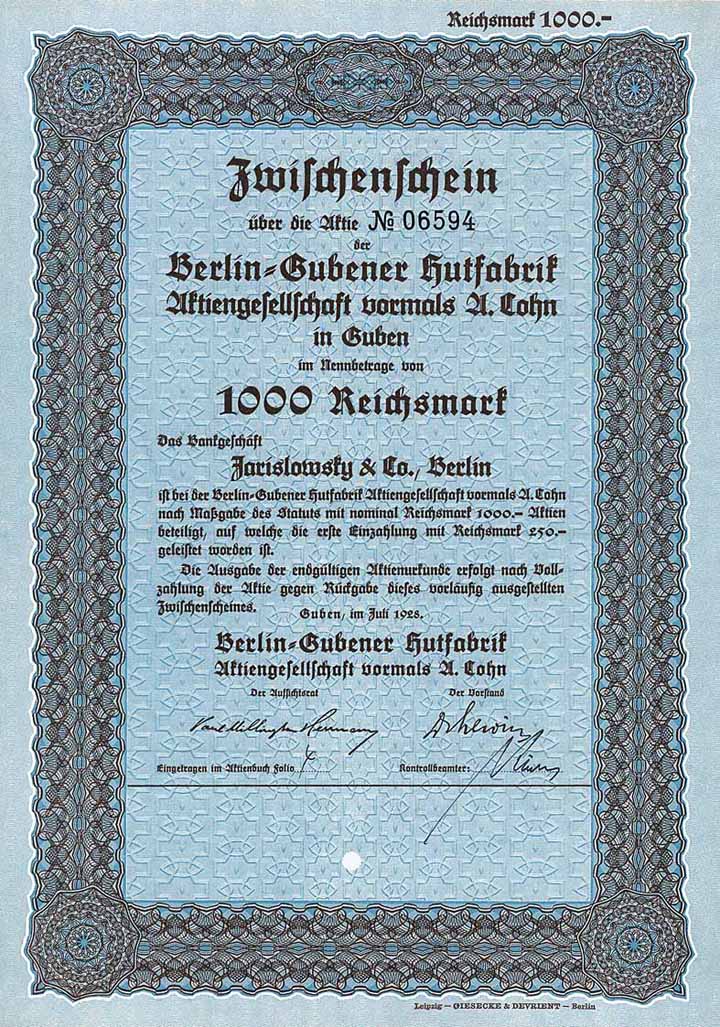 Reichsmark 1000.-
Zwischenschein
über die Aktie № 06594
der
Berlin-Gubener Hutfabrik
Aktiengesellschaft vormals A. Cohn
in Guben
im Nennbetrage von
1000 Reichsmark
Das Bankgeschäft
Jarislowsky & Co., Berlin
ist bei der Berlin-Gubener Hutfabrik Aktiengesellschaft vormals A. Cohn
nach Maßgabe des Statuts mit nominal Reichsmark 1000.- Aktien
beteiligt, auf welche die erste Einzahlung mit Reichsmark 250.-
geleistet worden ist.
Die Ausgabe der endgültigen Aktienurkunde erfolgt nach Voll-
zahlung der Aktie gegen Rückgabe dieses vorläufig ausgestellten
Zwischenscheines.
Guben, im Juli 1928.
Berlin-Gubener Hutfabrik
Aktiengesellschaft vormals A. Cohn
Der Aufsichtsrat Der Vorstand
Eingetragen im Aktienbuch Folio Kontrollbeamter:
Leipzig — GIESECKE & DEVRIENT — Berlin